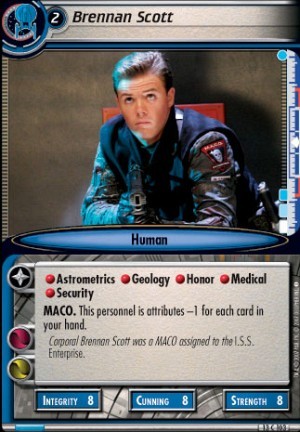 2 Brennan Scott
M.A.C.O.
Human
Astrometrics Geology Honor Medical
Security
MACO. This personnel is attributes –1 for each card in
your hand.
Corporal Brennan Scott was a MACO assigned to the I.S.S.
Enterprise.
INTEGRITY 8 CUNNING 8 STRENGTH 8